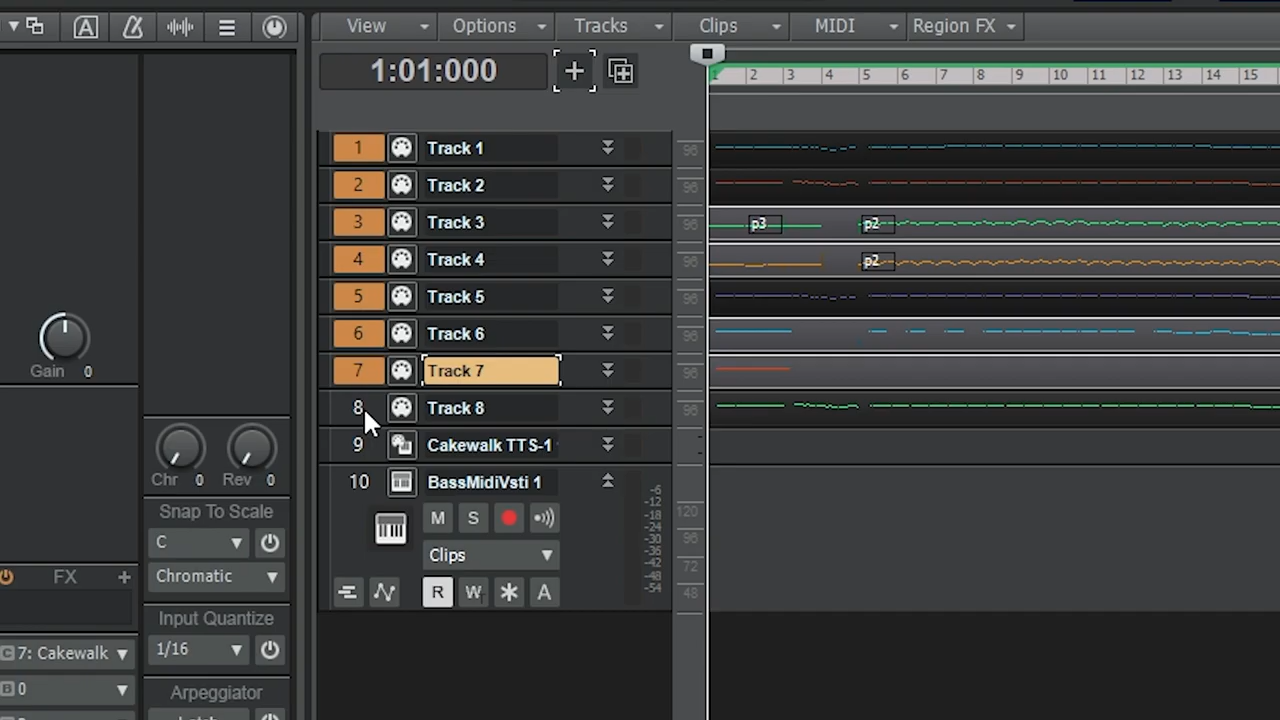 View Options Tracks Clips MIDI Region FX
1:01:000
1 2 3 4 5 6 7 8 9 10 11 12 13 14 15
1 Track 1 96
2 Track 2 96
3 Track 3 96 p3 p2
4 Track 4 96 p2
5 Track 5 96
6 Track 6 96
7 Track 7 96
8 Track 8 96
9 Cakewalk TTS-1
10 BassMidiVsti 1
M S
Clips
R W A
-6
-12
-18
-24
-30
-36
-42
-48
-54
120
96
72
48
Gain 0
Chr 0 Rev 0
Snap To Scale
C
Chromatic
FX +
Input Quantize
1/16
C 7: Cakewalk
B 0
Arpeggiator